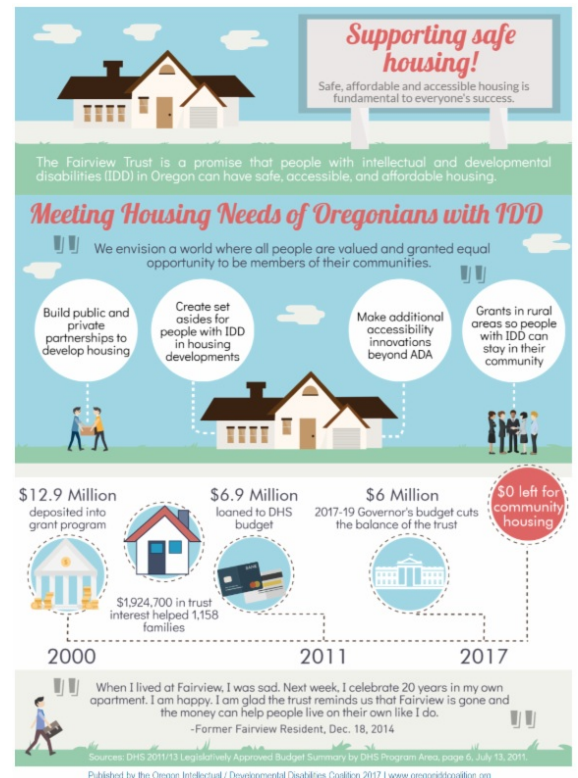 Supporting safe
housing!
Safe, affordable and accessible housing is
fundamental to everyone's success.
The Fairview Trust is a promise that people with intellectual and developmental
disabilities (IDD) in Oregon can have safe, accessible, and affordable housing.
Meeting Housing Needs of Oregonians with IDD
We envision a world where all people are valued and granted equal
opportunity to be members of their communities.
Build public and
private
partnerships to
develop housing
Create set
asides for
people with IDD
in housing
developments
Make additional
accessibility
innovations
beyond ADA
Grants in rural
areas so people
with IDD can
stay in their
community
$12.9 Million
deposited into
grant program
$1,924,700 in trust
interest helped 1,158
families
$6.9 Million
loaned to DHS
budget
$6 Million
2017-19 Governor's budget cuts
the balance of the trust
$0 left for
community
housing
2000
2011
2017
When I lived at Fairview, I was sad. Next week, I celebrate 20 years in my own
apartment. I am happy. I am glad the trust reminds us that Fairview is gone and
the money can help people live on their own like I do.
-Former Fairview Resident, Dec. 18, 2014
Sources: DHS 2011/13 Legislatively Approved Budget Summary by DHS Program Area, page 6, July 13, 2011.
Published by the Oregon Intellectual / Developmental Disabilities Coalition 2017 | www.oregoniddcoalition.org